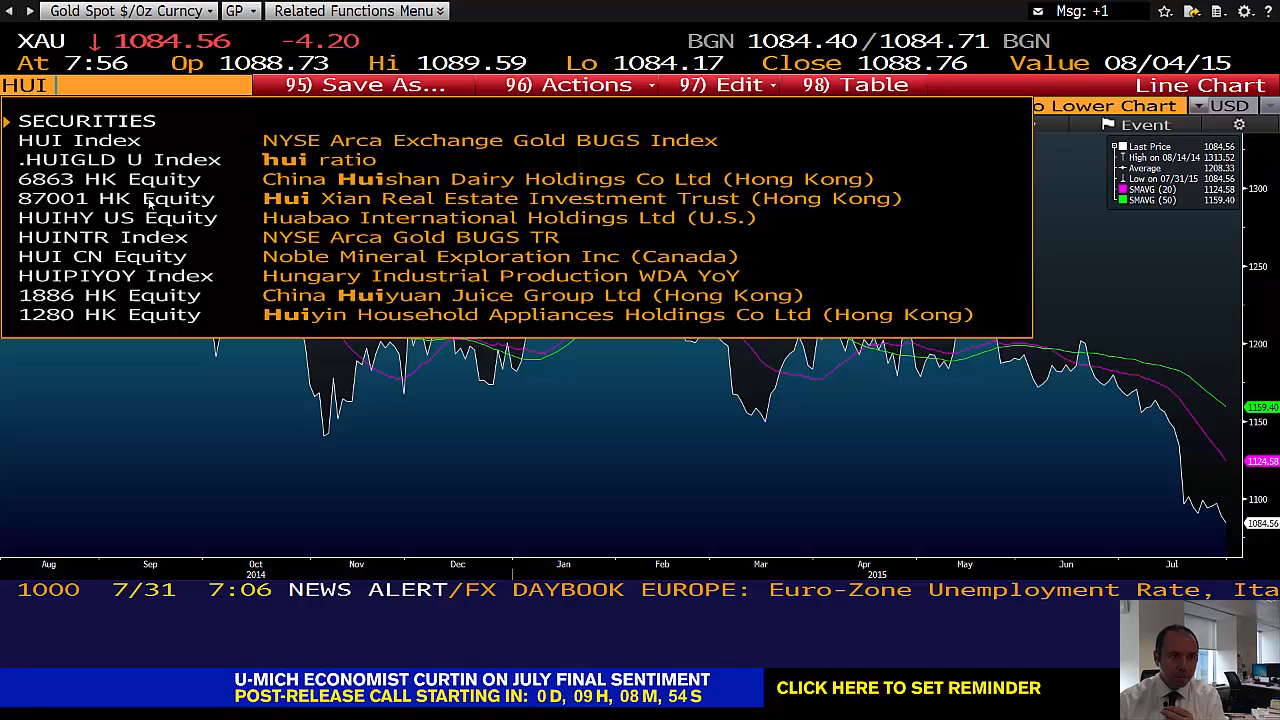 Gold Spot $/Oz Curncy GP Related Functions Menu Msg: +1
XAU ↓ 1084.56 -4.20 BGN 1084.40/1084.71 BGN
At 7:56 Op 1088.73 Hi 1089.59 Lo 1084.17 Close 1088.76 Value 08/04/15
HUI 95) Save As... 96) Actions 97) Edit 98) Table Line Chart
o Lower Chart USD
SECURITIES
Event
HUI Index NYSE Arca Exchange Gold BUGS Index
.HUIGLD U Index hui ratio
6863 HK Equity China Huishan Dairy Holdings Co Ltd (Hong Kong)
87001 HK Equity Hui Xian Real Estate Investment Trust (Hong Kong)
HUIHY US Equity Huabao International Holdings Ltd (U.S.)
HUINTR Index NYSE Arca Gold BUGS TR
HUI CN Equity Noble Mineral Exploration Inc (Canada)
HUIPIYOY Index Hungary Industrial Production WDA YoY
1886 HK Equity China Huiyuan Juice Group Ltd (Hong Kong)
1280 HK Equity Huiyin Household Appliances Holdings Co Ltd (Hong Kong)
Last Price 1084.56
High on 08/14/14 1313.52
Average 1208.33
Low on 07/31/15 1084.56
SMAVG (20) 1124.58
SMAVG (50) 1159.40
1300
1250
1200
1159.40
1150
1124.58
1100
1084.56
Aug Sep Oct Nov Dec Jan Feb Mar Apr May Jun Jul
2014 2015
1000 7/31 7:06 NEWS ALERT/FX DAYBOOK EUROPE: Euro-Zone Unemployment Rate, Ita
U-MICH ECONOMIST CURTIN ON JULY FINAL SENTIMENT
POST-RELEASE CALL STARTING IN: 0 D, 09 H, 08 M, 54 S
CLICK HERE TO SET REMINDER